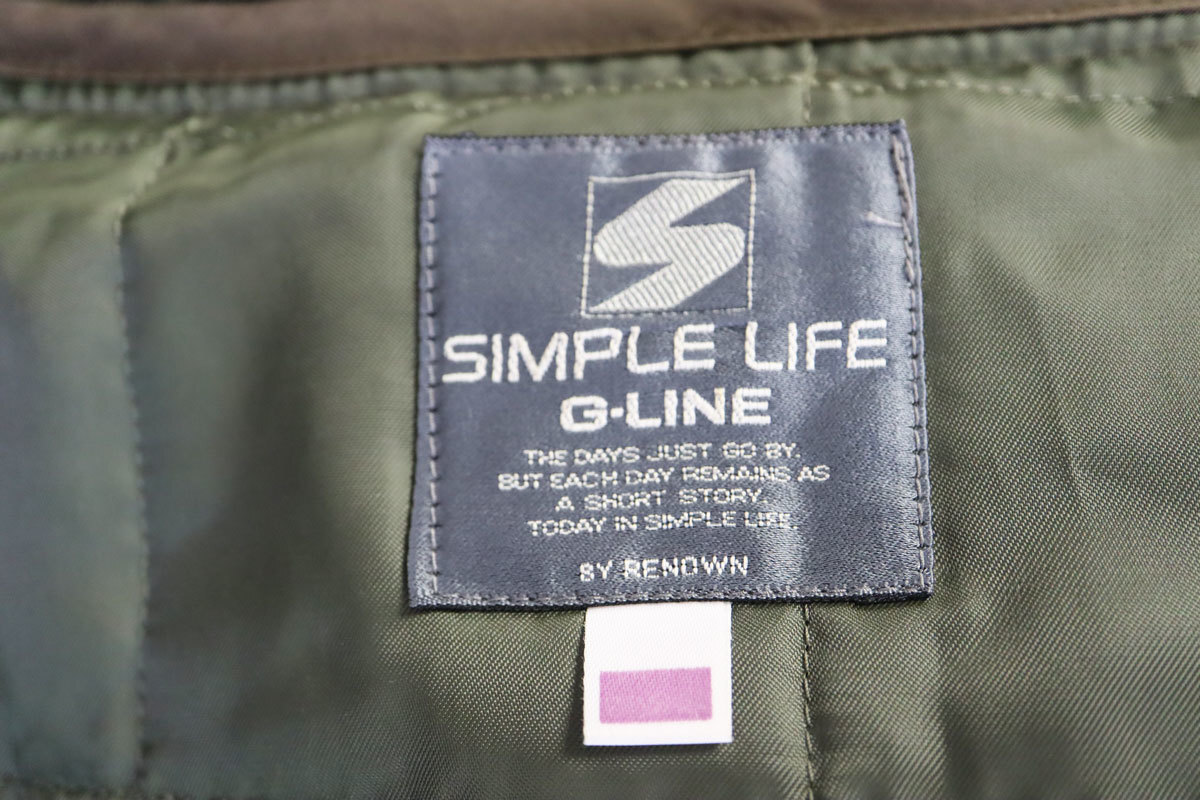 S
SIMPLE LIFE
G-LINE
THE DAYS JUST GO BY.
BUT EACH DAY REMAINS AS
A SHORT STORY.
TODAY IN SIMPLE LIFE.
BY RENOWN